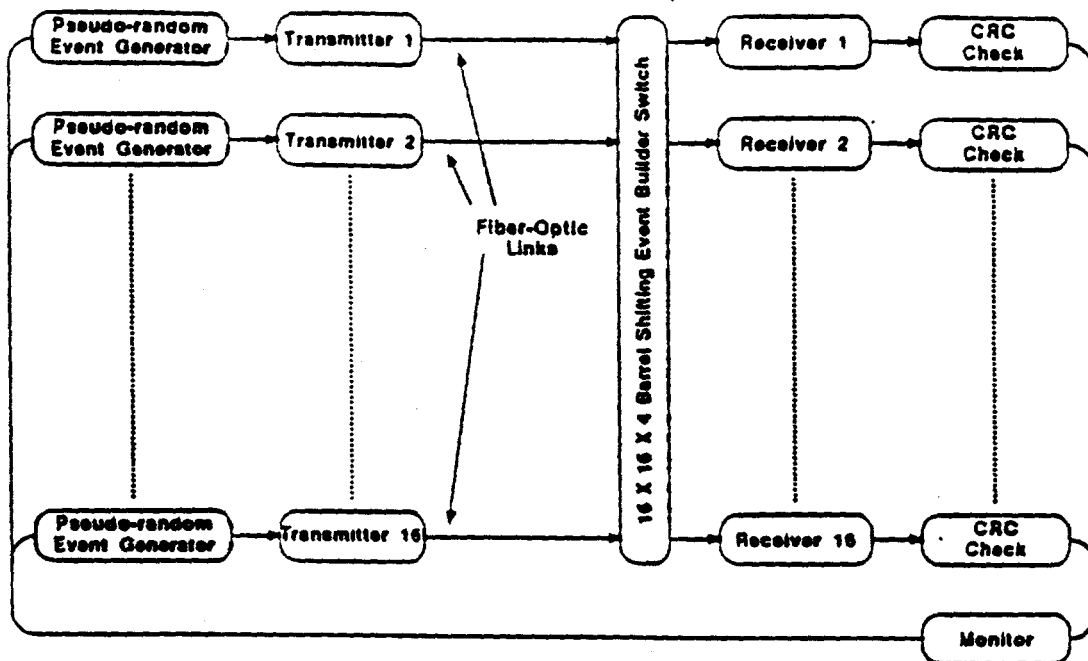 Pseudo-random
Event Generator
Transmitter 1
Receiver 1
CRC
Check
Pseudo-random
Event Generator
Transmitter 2
Receiver 2
CRC
Check
Fiber-Optic
Links
16 X 16 X 4 Barrel Shifting Event Builder Switch
Pseudo-random
Event Generator
Transmitter 16
Receiver 16
CRC
Check
Monitor